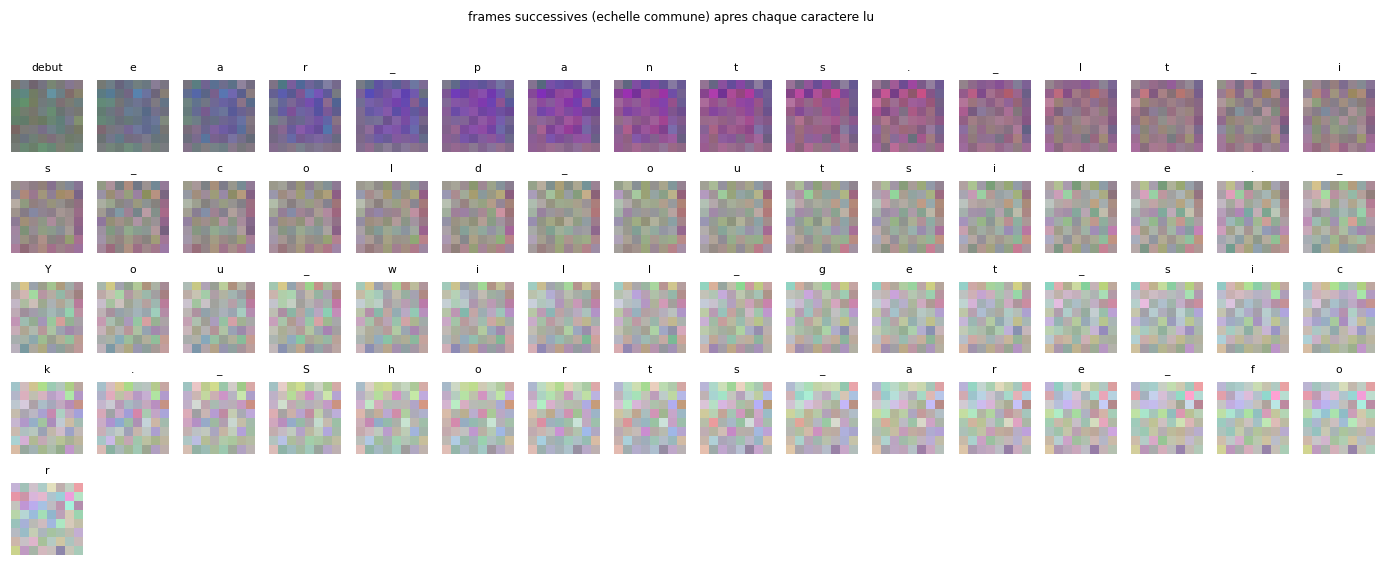 frames successives (echelle commune) apres chaque caractere lu
debut e a r _ p a n t s . _ I t _ i
s _ c o l d _ o u t s i d e . _
Y o u _ w i l l _ g e t _ s i c
k . _ S h o r t s _ a r e _ f o
r